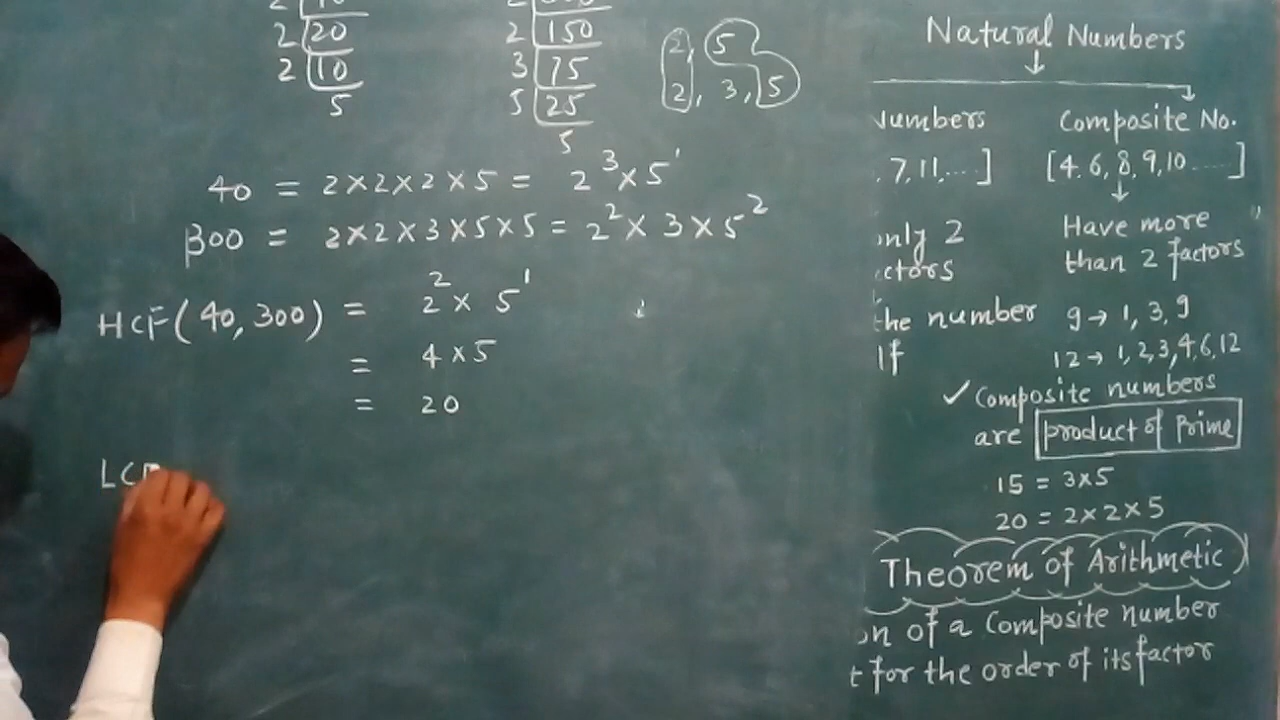 2 20
2 10
5
2 150
3 75
5 25
5
2, 5
2, 3, 5
40 = 2×2×2×5 = 2³×5¹
300 = 2×2×3×5×5 = 2²×3×5²
HCF(40,300) = 2²× 5¹
= 4×5
= 20
LC
Natural Numbers
Numbers
7,11,....]
only 2
ctors
the number
If
Composite No.
[4,6,8,9,10......]
Have more
than 2 factors
9→ 1, 3, 9
12→ 1,2,3,4,6,12
✓ Composite numbers
are product of Prime
15 = 3×5
20 = 2×2×5
Theorem of Arithmetic
on of a Composite number
t for the order of its factor